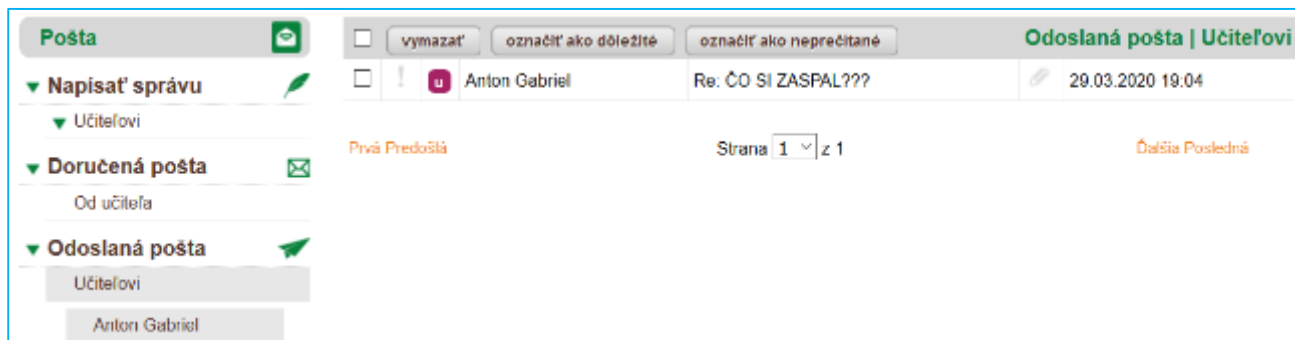 Pošta
Napísať správu
Učiteľovi
Doručená pošta
Od učiteľa
Odoslaná pošta
Učiteľovi
Anton Gabriel
vymazať označiť ako dôležité označiť ako neprečítané Odoslaná pošta | Učiteľovi
! u Anton Gabriel Re: ČO SI ZASPAL??? 29.03.2020 19:04
Prvá Predošlá Strana 1 z 1 Ďalšia Posledná